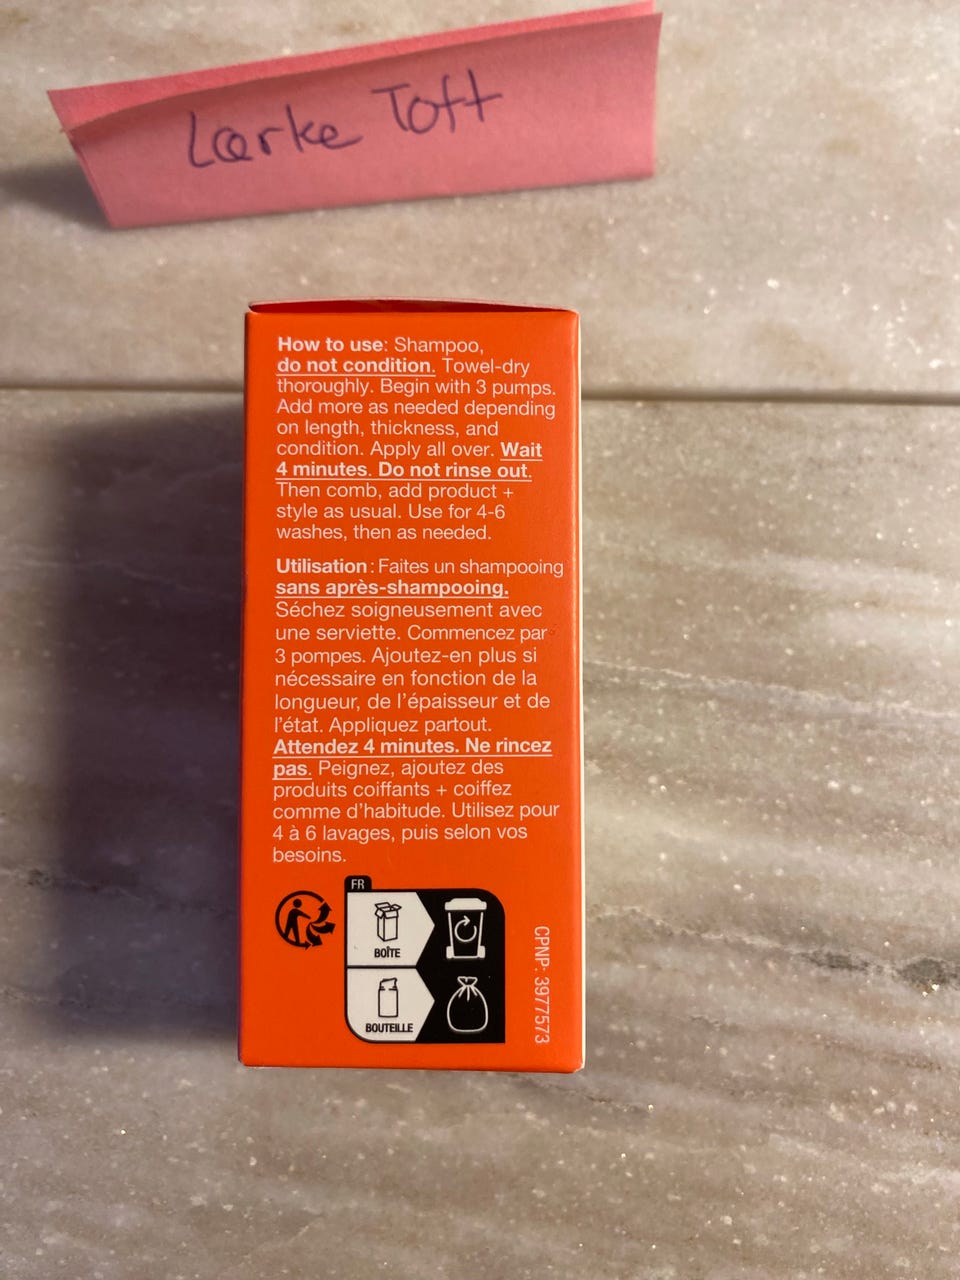 Lærke Toft
How to use: Shampoo,
do not condition. Towel-dry
thoroughly. Begin with 3 pumps.
Add more as needed depending
on length, thickness, and
condition. Apply all over. Wait
4 minutes. Do not rinse out.
Then comb, add product +
style as usual. Use for 4-6
washes, then as needed.
Utilisation : Faites un shampooing
sans après-shampooing.
Séchez soigneusement avec
une serviette. Commencez par
3 pompes. Ajoutez-en plus si
nécessaire en fonction de la
longueur, de l’épaisseur et de
l’état. Appliquez partout.
Attendez 4 minutes. Ne rincez
pas. Peignez, ajoutez des
produits coiffants + coiffez
comme d’habitude. Utilisez pour
4 à 6 lavages, puis selon vos
besoins.
FR
BOÎTE
BOUTEILLE
CPNP: 3977573